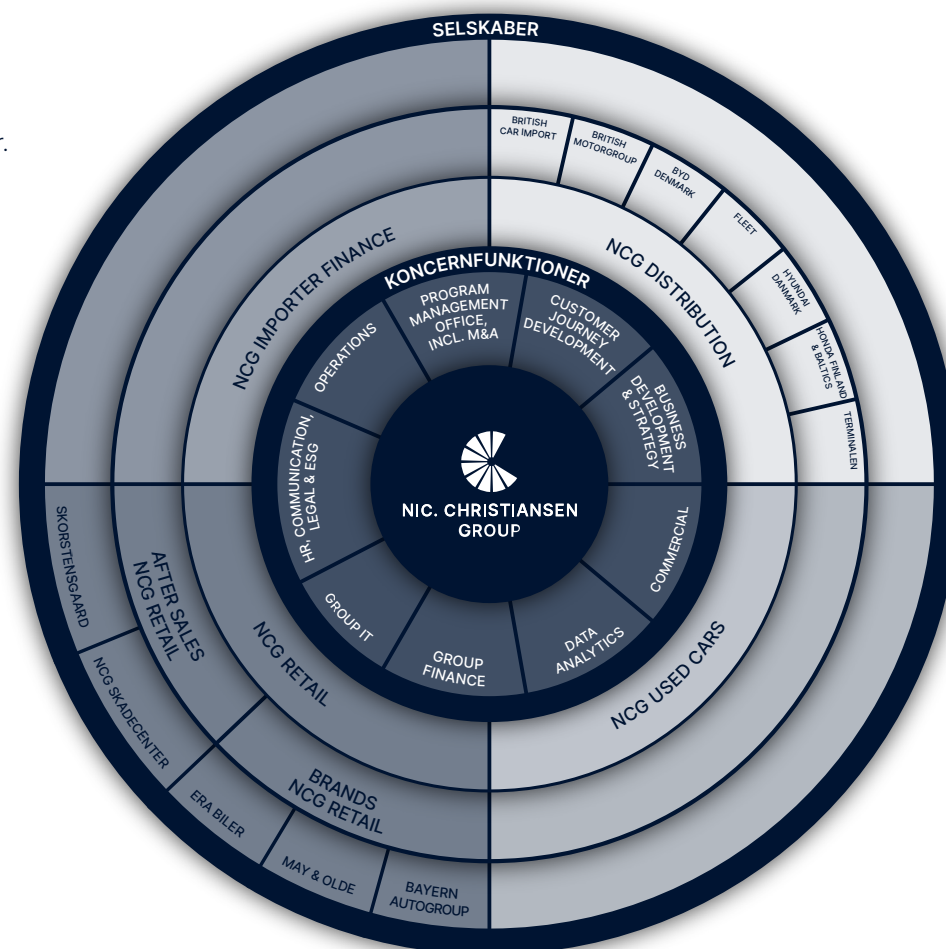 SELSKABER
r.
BRITISH
CAR IMPORT
BRITISH
MOTORGROUP
BYD
DENMARK
FLEET
HYUNDAI
DANMARK
HONDA FINLAND
& BALTICS
TERMINALEN
NCG IMPORTER FINANCE
NCG DISTRIBUTION
KONCERNFUNKTIONER
PROGRAM
MANAGEMENT
OFFICE,
INCL. M&A
CUSTOMER
JOURNEY
DEVELOPMENT
BUSINESS
DEVELOPMENT
& STRATEGY
COMMERCIAL
DATA
ANALYTICS
GROUP
FINANCE
GROUP IT
HR, COMMUNICATION,
LEGAL & ESG
OPERATIONS
NIC. CHRISTIANSEN
GROUP
NCG USED CARS
NCG RETAIL
AFTER SALES
NCG RETAIL
BRANDS
NCG RETAIL
SKORSTENSGAARD
NCG SKADECENTER
ERA BILER
MAY & OLDE
BAYERN
AUTOGROUP